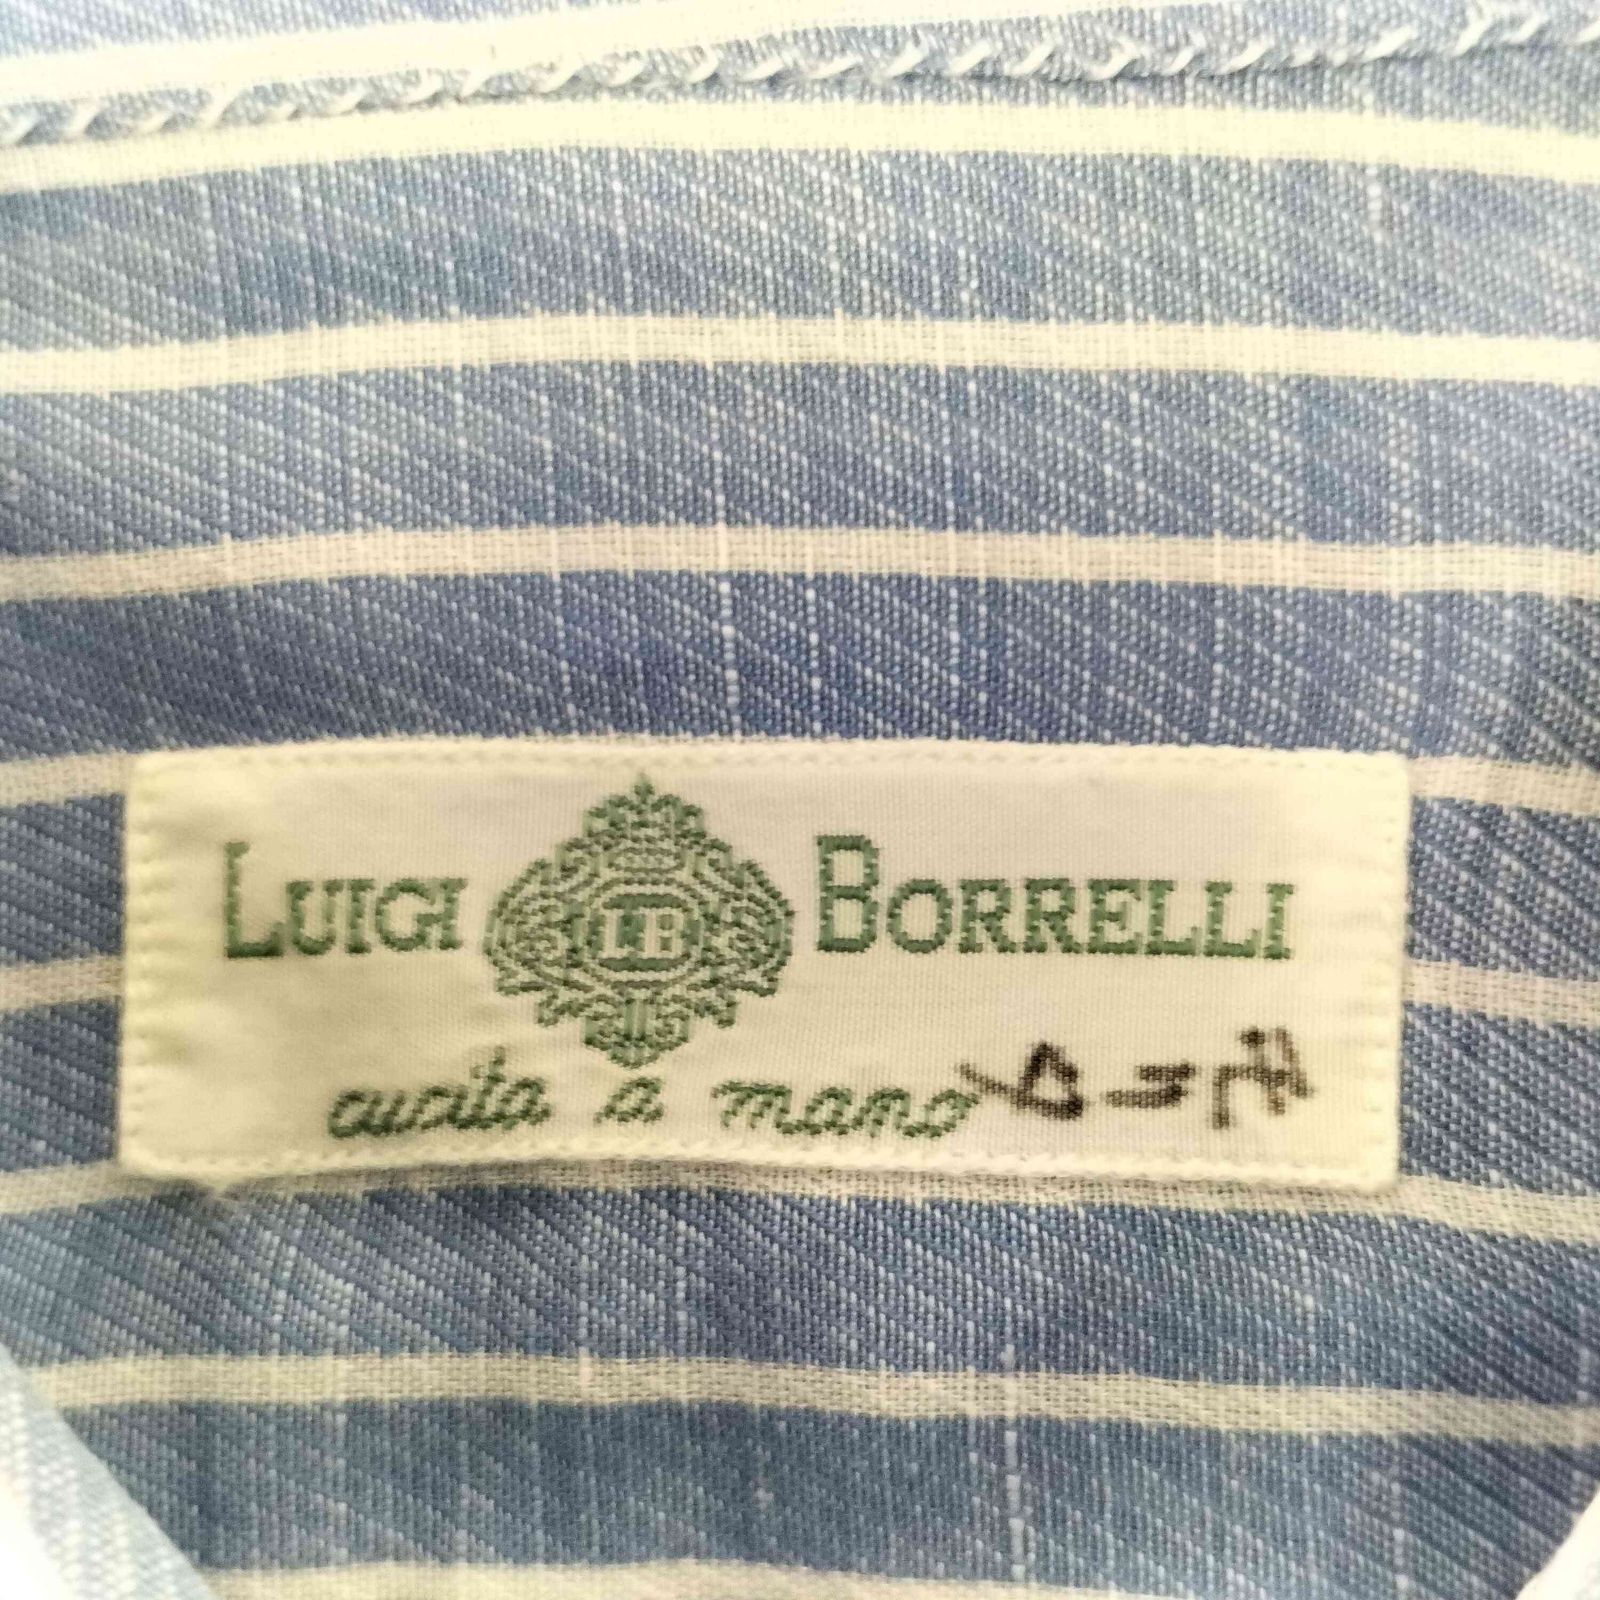 LUIGI LB BORRELLI
cucita a mano